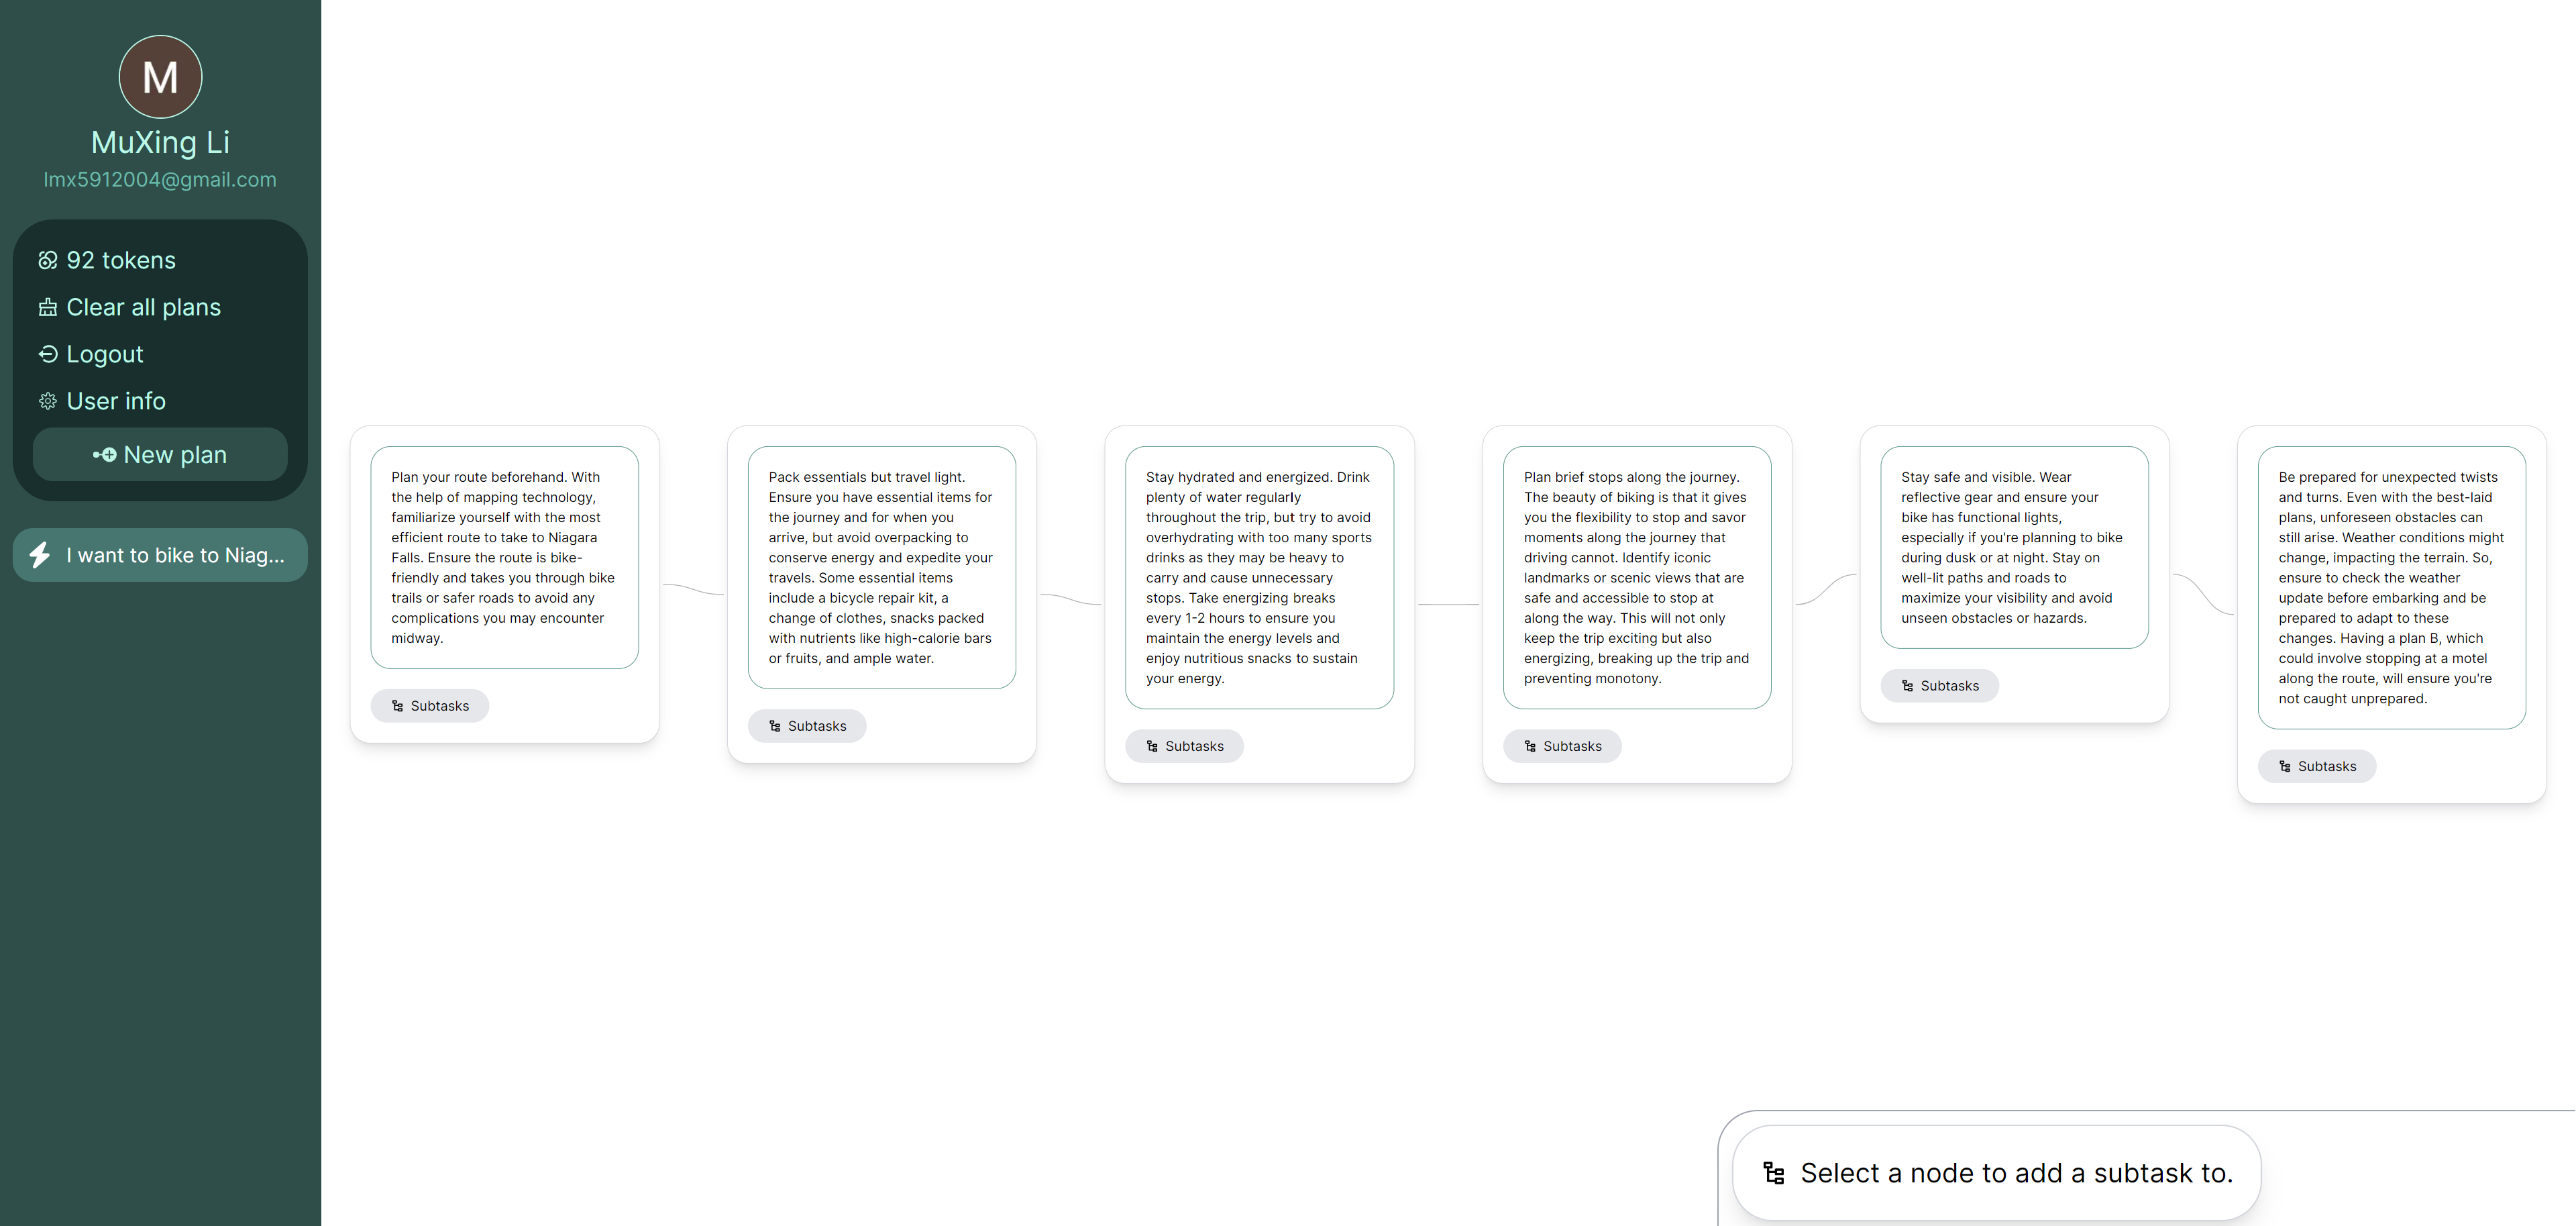 M
MuXing Li
lmx5912004@gmail.com
92 tokens
Clear all plans
Logout
User info
New plan
I want to bike to Niag...
Plan your route beforehand. With
the help of mapping technology,
familiarize yourself with the most
efficient route to take to Niagara
Falls. Ensure the route is bike-
friendly and takes you through bike
trails or safer roads to avoid any
complications you may encounter
midway.
Subtasks
Pack essentials but travel light.
Ensure you have essential items for
the journey and for when you
arrive, but avoid overpacking to
conserve energy and expedite your
travels. Some essential items
include a bicycle repair kit, a
change of clothes, snacks packed
with nutrients like high-calorie bars
or fruits, and ample water.
Subtasks
Stay hydrated and energized. Drink
plenty of water regularly
throughout the trip, but try to avoid
overhydrating with too many sports
drinks as they may be heavy to
carry and cause unnecessary
stops. Take energizing breaks
every 1-2 hours to ensure you
maintain the energy levels and
enjoy nutritious snacks to sustain
your energy.
Subtasks
Plan brief stops along the journey.
The beauty of biking is that it gives
you the flexibility to stop and savor
moments along the journey that
driving cannot. Identify iconic
landmarks or scenic views that are
safe and accessible to stop at
along the way. This will not only
keep the trip exciting but also
energizing, breaking up the trip and
preventing monotony.
Subtasks
Stay safe and visible. Wear
reflective gear and ensure your
bike has functional lights,
especially if you're planning to bike
during dusk or at night. Stay on
well-lit paths and roads to
maximize your visibility and avoid
unseen obstacles or hazards.
Subtasks
Be prepared for unexpected twists
and turns. Even with the best-laid
plans, unforeseen obstacles can
still arise. Weather conditions might
change, impacting the terrain. So,
ensure to check the weather
update before embarking and be
prepared to adapt to these
changes. Having a plan B, which
could involve stopping at a motel
along the route, will ensure you're
not caught unprepared.
Subtasks
Select a node to add a subtask to.